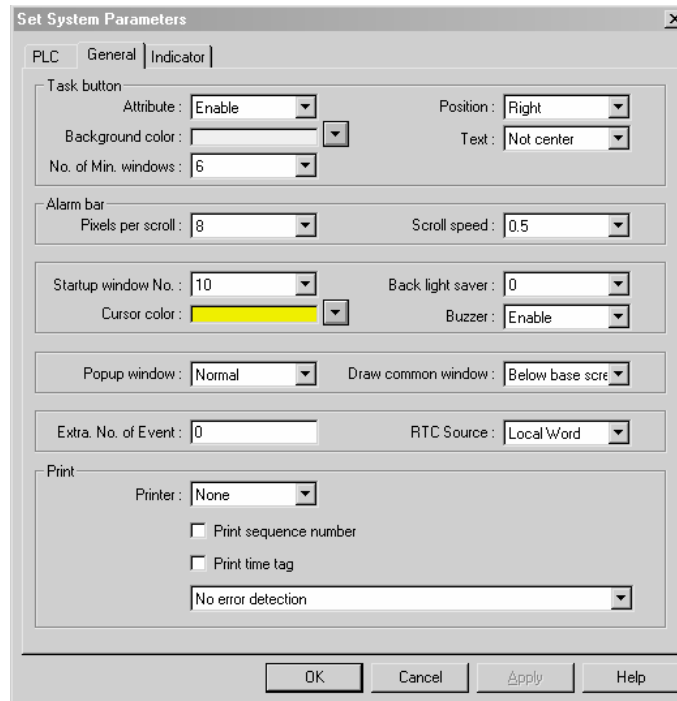 Set System Parameters
PLC General Indicator
Task button
Attribute : Enable Position : Right
Background color : Text : Not center
No. of Min. windows : 6
Alarm bar
Pixels per scroll : 8 Scroll speed : 0.5
Startup window No. : 10 Back light saver : 0
Cursor color : Buzzer : Enable
Popup window : Normal Draw common window : Below base scre
Extra. No. of Event : 0 RTC Source : Local Word
Print
Printer : None
Print sequence number
Print time tag
No error detection
OK Cancel Apply Help